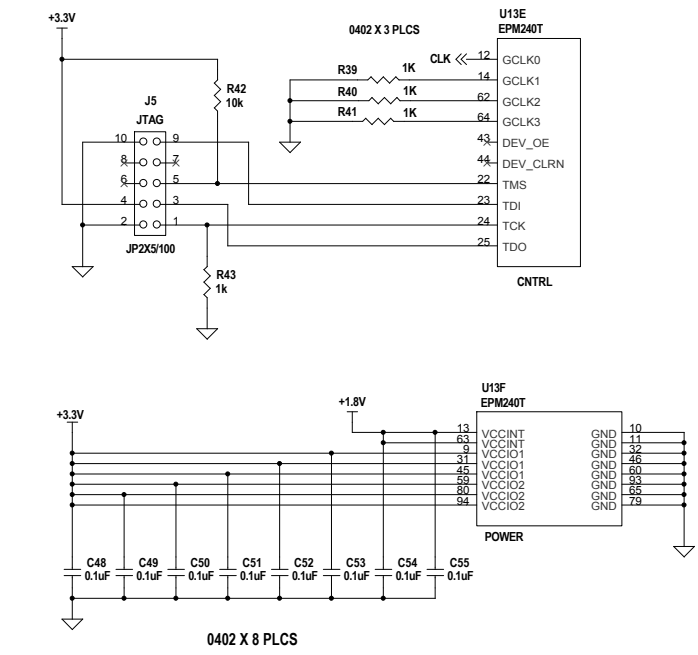 +3.3V
0402 X 3 PLCS
U13E
EPM240T
CLK 12 GCLK0
R39 1K 14 GCLK1
R40 1K 62 GCLK2
R41 1K 64 GCLK3
R42
10k
J5
JTAG
10 9 43 DEV_OE
8 7 44 DEV_CLRN
6 5 22 TMS
4 3 23 TDI
2 1 24 TCK
25 TDO
JP2X5/100
R43
1k
CNTRL
U13F
EPM240T
+3.3V
+1.8V
13 VCCINT GND 10
63 VCCINT GND 11
9 VCCIO1 GND 32
31 VCCIO1 GND 46
45 VCCIO1 GND 60
59 VCCIO2 GND 93
80 VCCIO2 GND 65
94 VCCIO2 GND 79
POWER
C48 C49 C50 C51 C52 C53 C54 C55
0.1uF 0.1uF 0.1uF 0.1uF 0.1uF 0.1uF 0.1uF 0.1uF
0402 X 8 PLCS